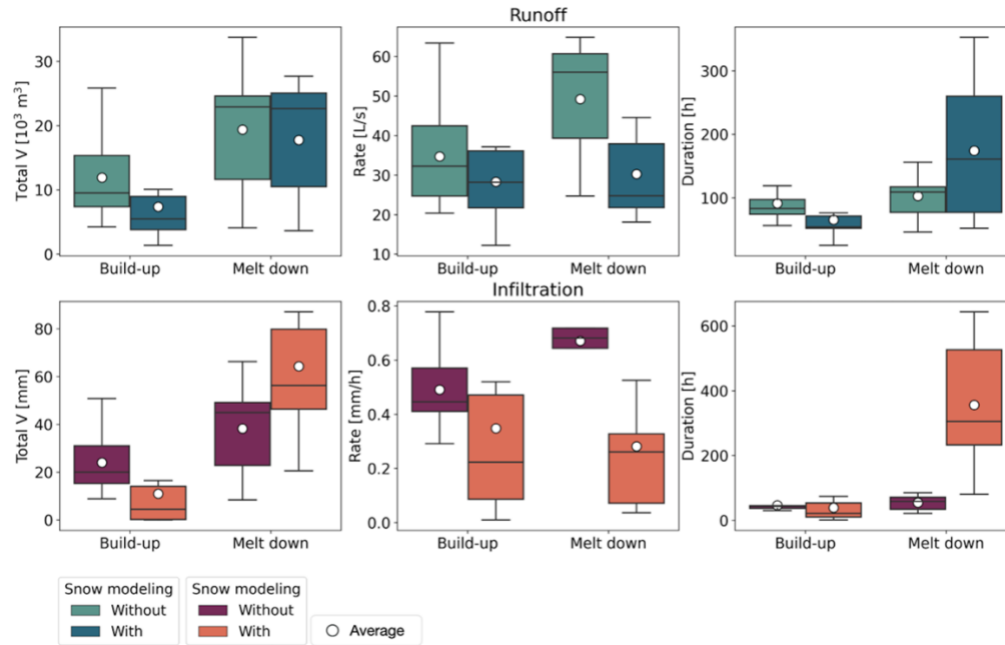 Runoff
Total V [10³ m³]
30
20
10
0
Build-up Melt down
Rate [L/s]
60
50
40
30
20
10
Build-up Melt down
Duration [h]
300
200
100
Build-up Melt down
Infiltration
Total V [mm]
80
60
40
20
0
Build-up Melt down
Rate [mm/h]
0.8
0.6
0.4
0.2
0.0
Build-up Melt down
Duration [h]
600
400
200
0
Build-up Melt down
Snow modeling
Without
With
Snow modeling
Without
With
Average